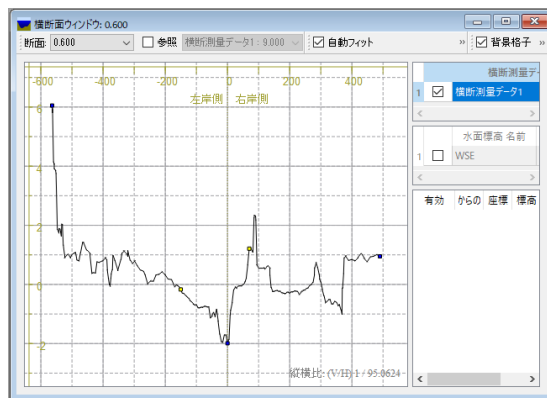 横断面ウィンドウ: 0.600
断面: 0.600 参照 横断測量データ1 : 9.000 自動フィット » 背景格子 »
-600 -400 -200 0 200 400
左岸側 右岸側
6
4
2
0
-2
縦横比: (V/H) 1 / 95.0624
横断測量デー
1 横断測量データ1
水面標高 名前
1 WSE
有効 からの 座標 標高